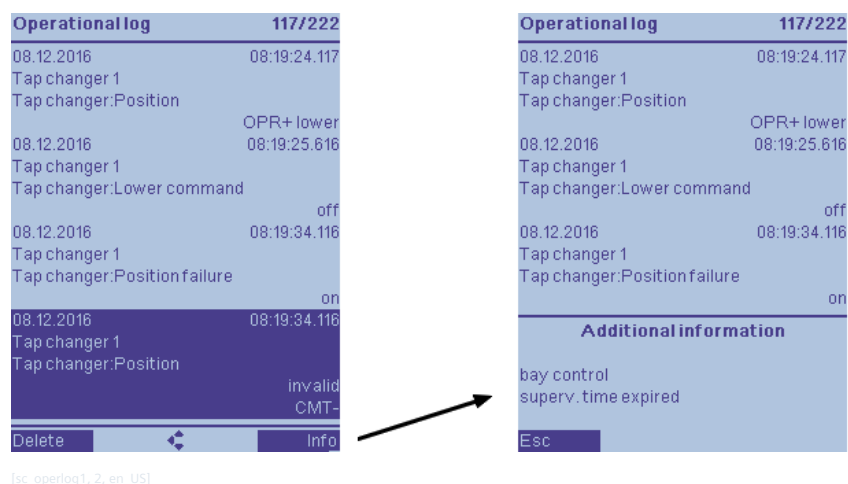 Operational log 117/222
08.12.2016 08:19:24.117
Tap changer 1
Tap changer:Position
OPR+ lower
08.12.2016 08:19:25.616
Tap changer 1
Tap changer:Lower command
off
08.12.2016 08:19:34.116
Tap changer 1
Tap changer:Position failure
on
08.12.2016 08:19:34.116
Tap changer 1
Tap changer:Position
invalid
CMT-
Delete Info
Operational log 117/222
08.12.2016 08:19:24.117
Tap changer 1
Tap changer:Position
OPR+ lower
08.12.2016 08:19:25.616
Tap changer 1
Tap changer:Lower command
off
08.12.2016 08:19:34.116
Tap changer 1
Tap changer:Position failure
on
Additional information
bay control
superv. time expired
Esc
[sc_operlog1, 2, en_US]